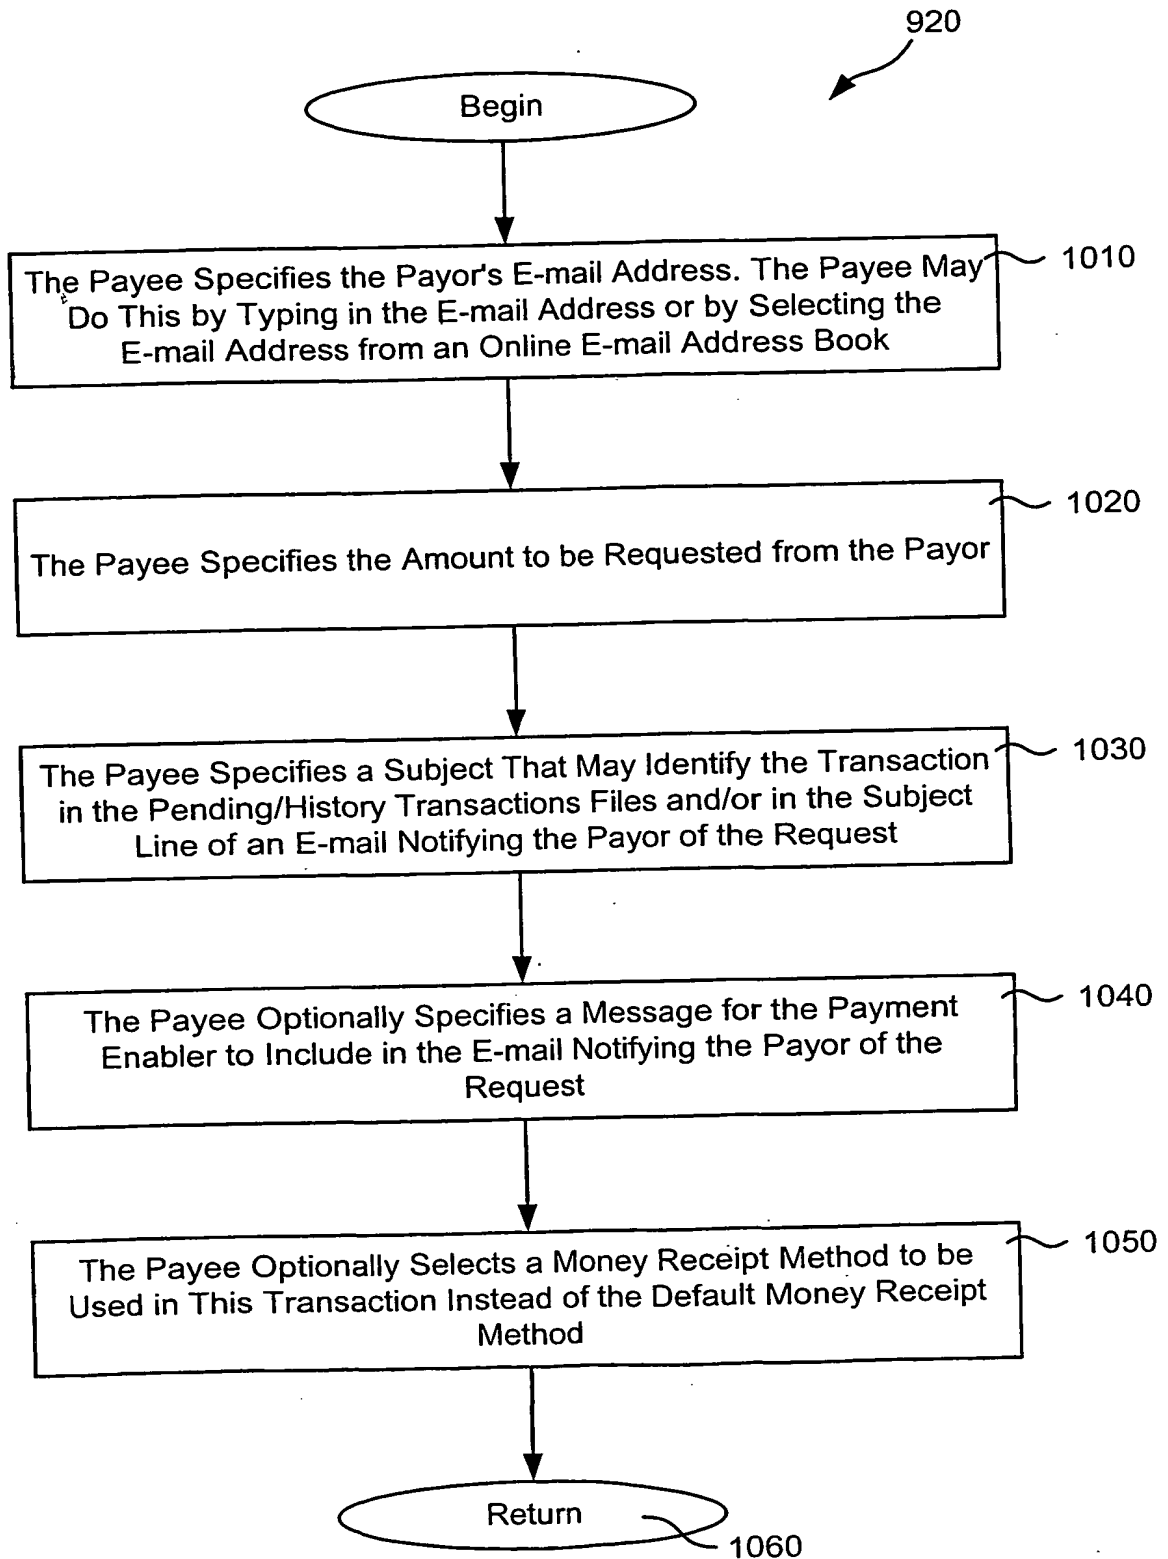 920
Begin
The Payee Specifies the Payor's E-mail Address. The Payee May
Do This by Typing in the E-mail Address or by Selecting the
E-mail Address from an Online E-mail Address Book
1010
The Payee Specifies the Amount to be Requested from the Payor
1020
The Payee Specifies a Subject That May Identify the Transaction
in the Pending/History Transactions Files and/or in the Subject
Line of an E-mail Notifying the Payor of the Request
1030
The Payee Optionally Specifies a Message for the Payment
Enabler to Include in the E-mail Notifying the Payor of the
Request
1040
The Payee Optionally Selects a Money Receipt Method to be
Used in This Transaction Instead of the Default Money Receipt
Method
1050
Return
1060